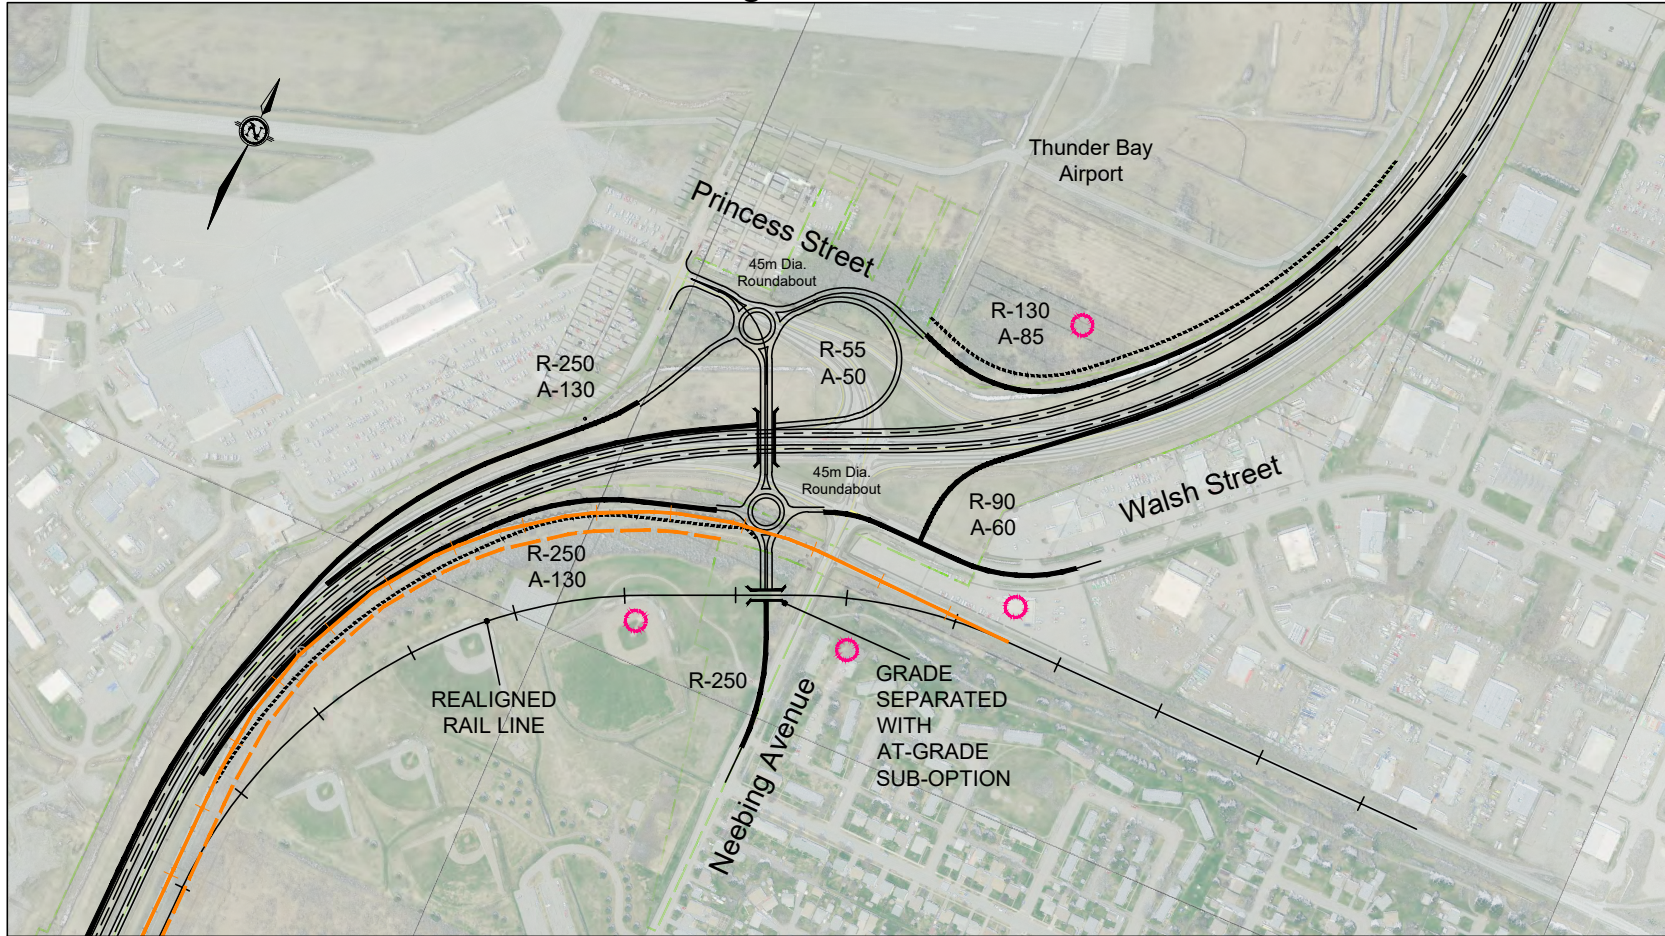 Thunder Bay
Airport
Princess Street
45m Dia.
Roundabout
R-130
A-85
R-55
A-50
R-250
A-130
45m Dia.
Roundabout
R-90
A-60
Walsh Street
R-250
A-130
REALIGNED
RAIL LINE
R-250
Neebing Avenue
GRADE
SEPARATED
WITH
AT-GRADE
SUB-OPTION
N